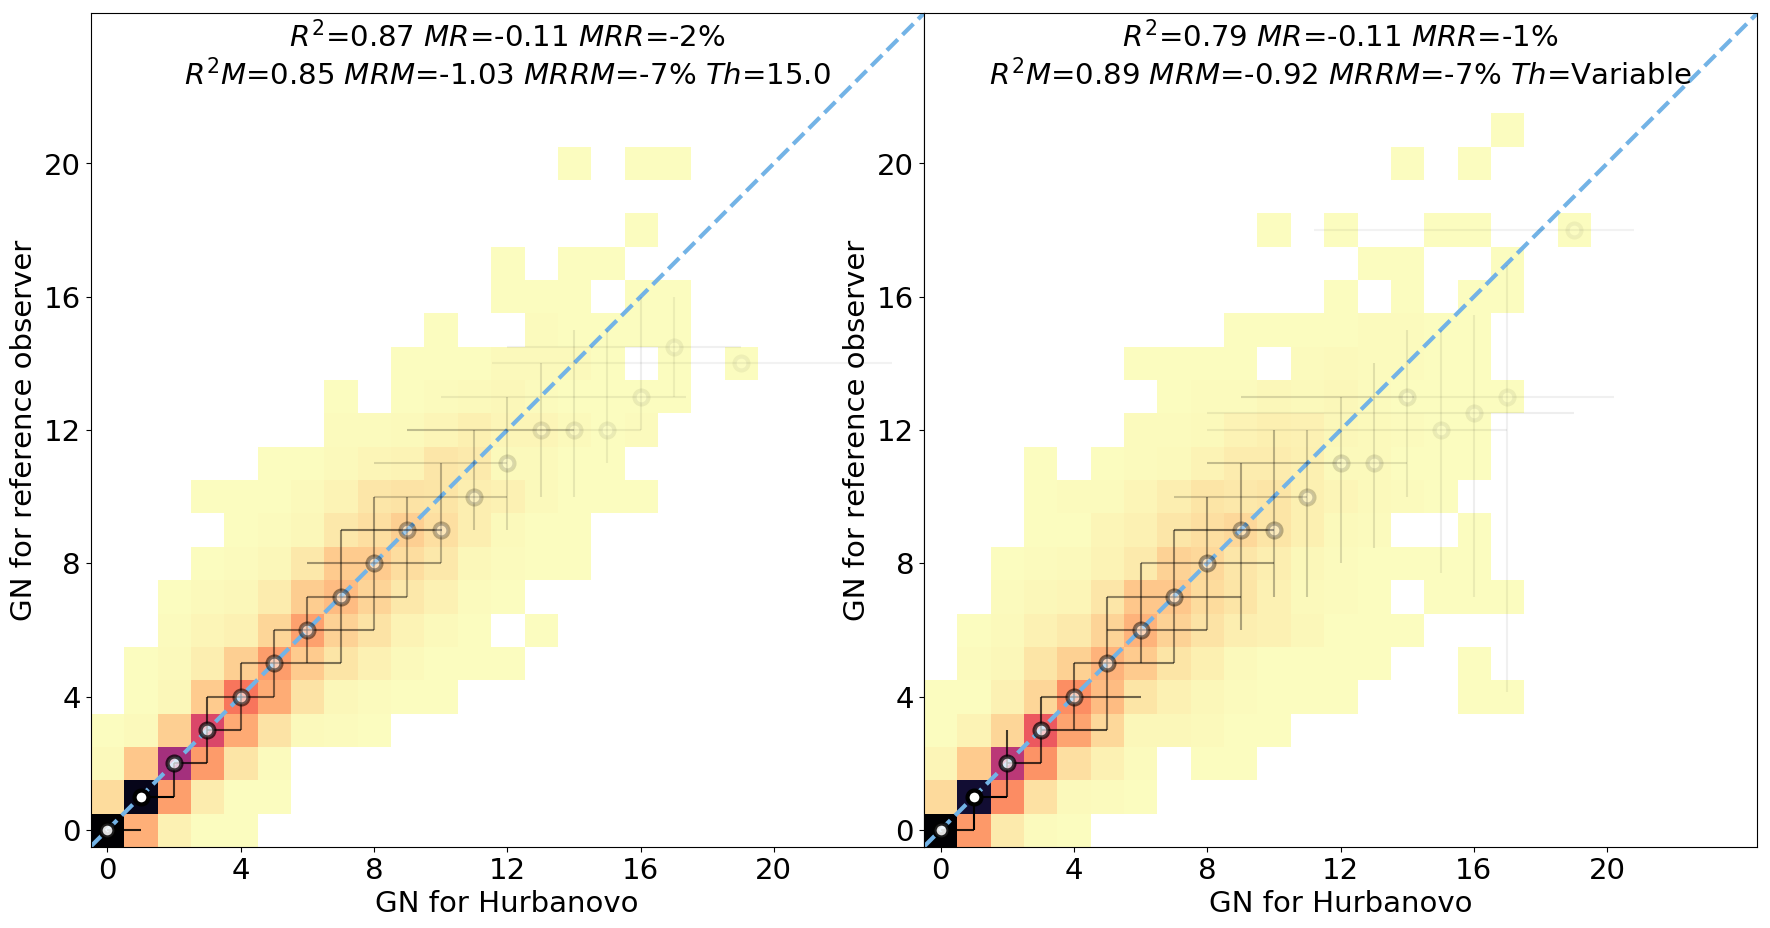 R²=0.87 MR=-0.11 MRR=-2%
R²M=0.85 MRM=-1.03 MRRM=-7% Th=15.0
20
16
12
8
4
0
GN for reference observer
0 4 8 12 16 20
GN for Hurbanovo
R²=0.79 MR=-0.11 MRR=-1%
R²M=0.89 MRM=-0.92 MRRM=-7% Th=Variable
20
16
12
8
4
0
GN for reference observer
0 4 8 12 16 20
GN for Hurbanovo